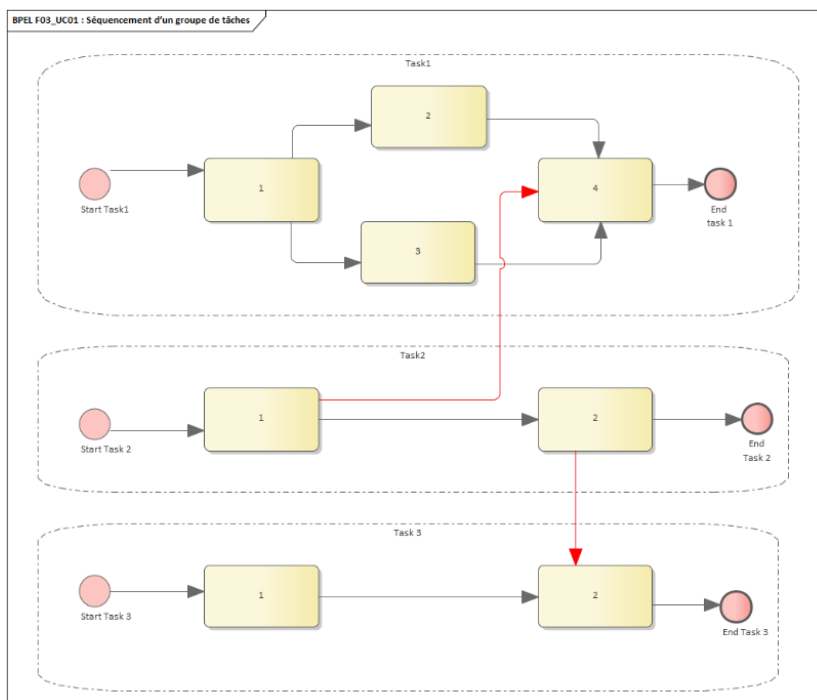 BPEL F03_UC01 : Séquencement d'un groupe de tâches
Task1
2
1
4
Start Task1
End
task 1
3
Task2
1
2
Start Task 2
End
Task 2
Task 3
1
2
Start Task 3
End Task 3